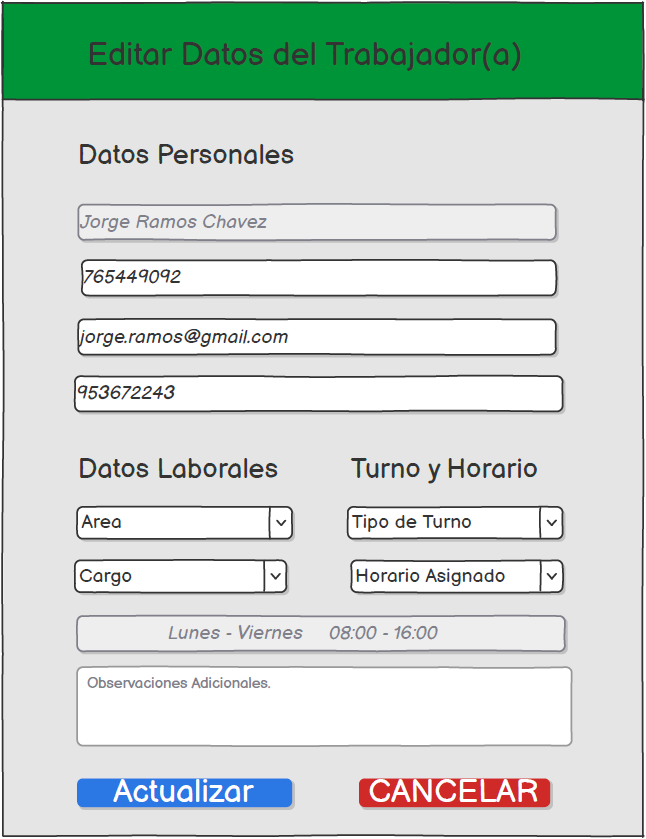 Editar Datos del Trabajador(a)
Datos Personales
Jorge Ramos Chavez
765449092
jorge.ramos@gmail.com
953672243
Datos Laborales
Turno y Horario
Area
Tipo de Turno
Cargo
Horario Asignado
Lunes - Viernes 08:00 - 16:00
Observaciones Adicionales.
Actualizar
CANCELAR